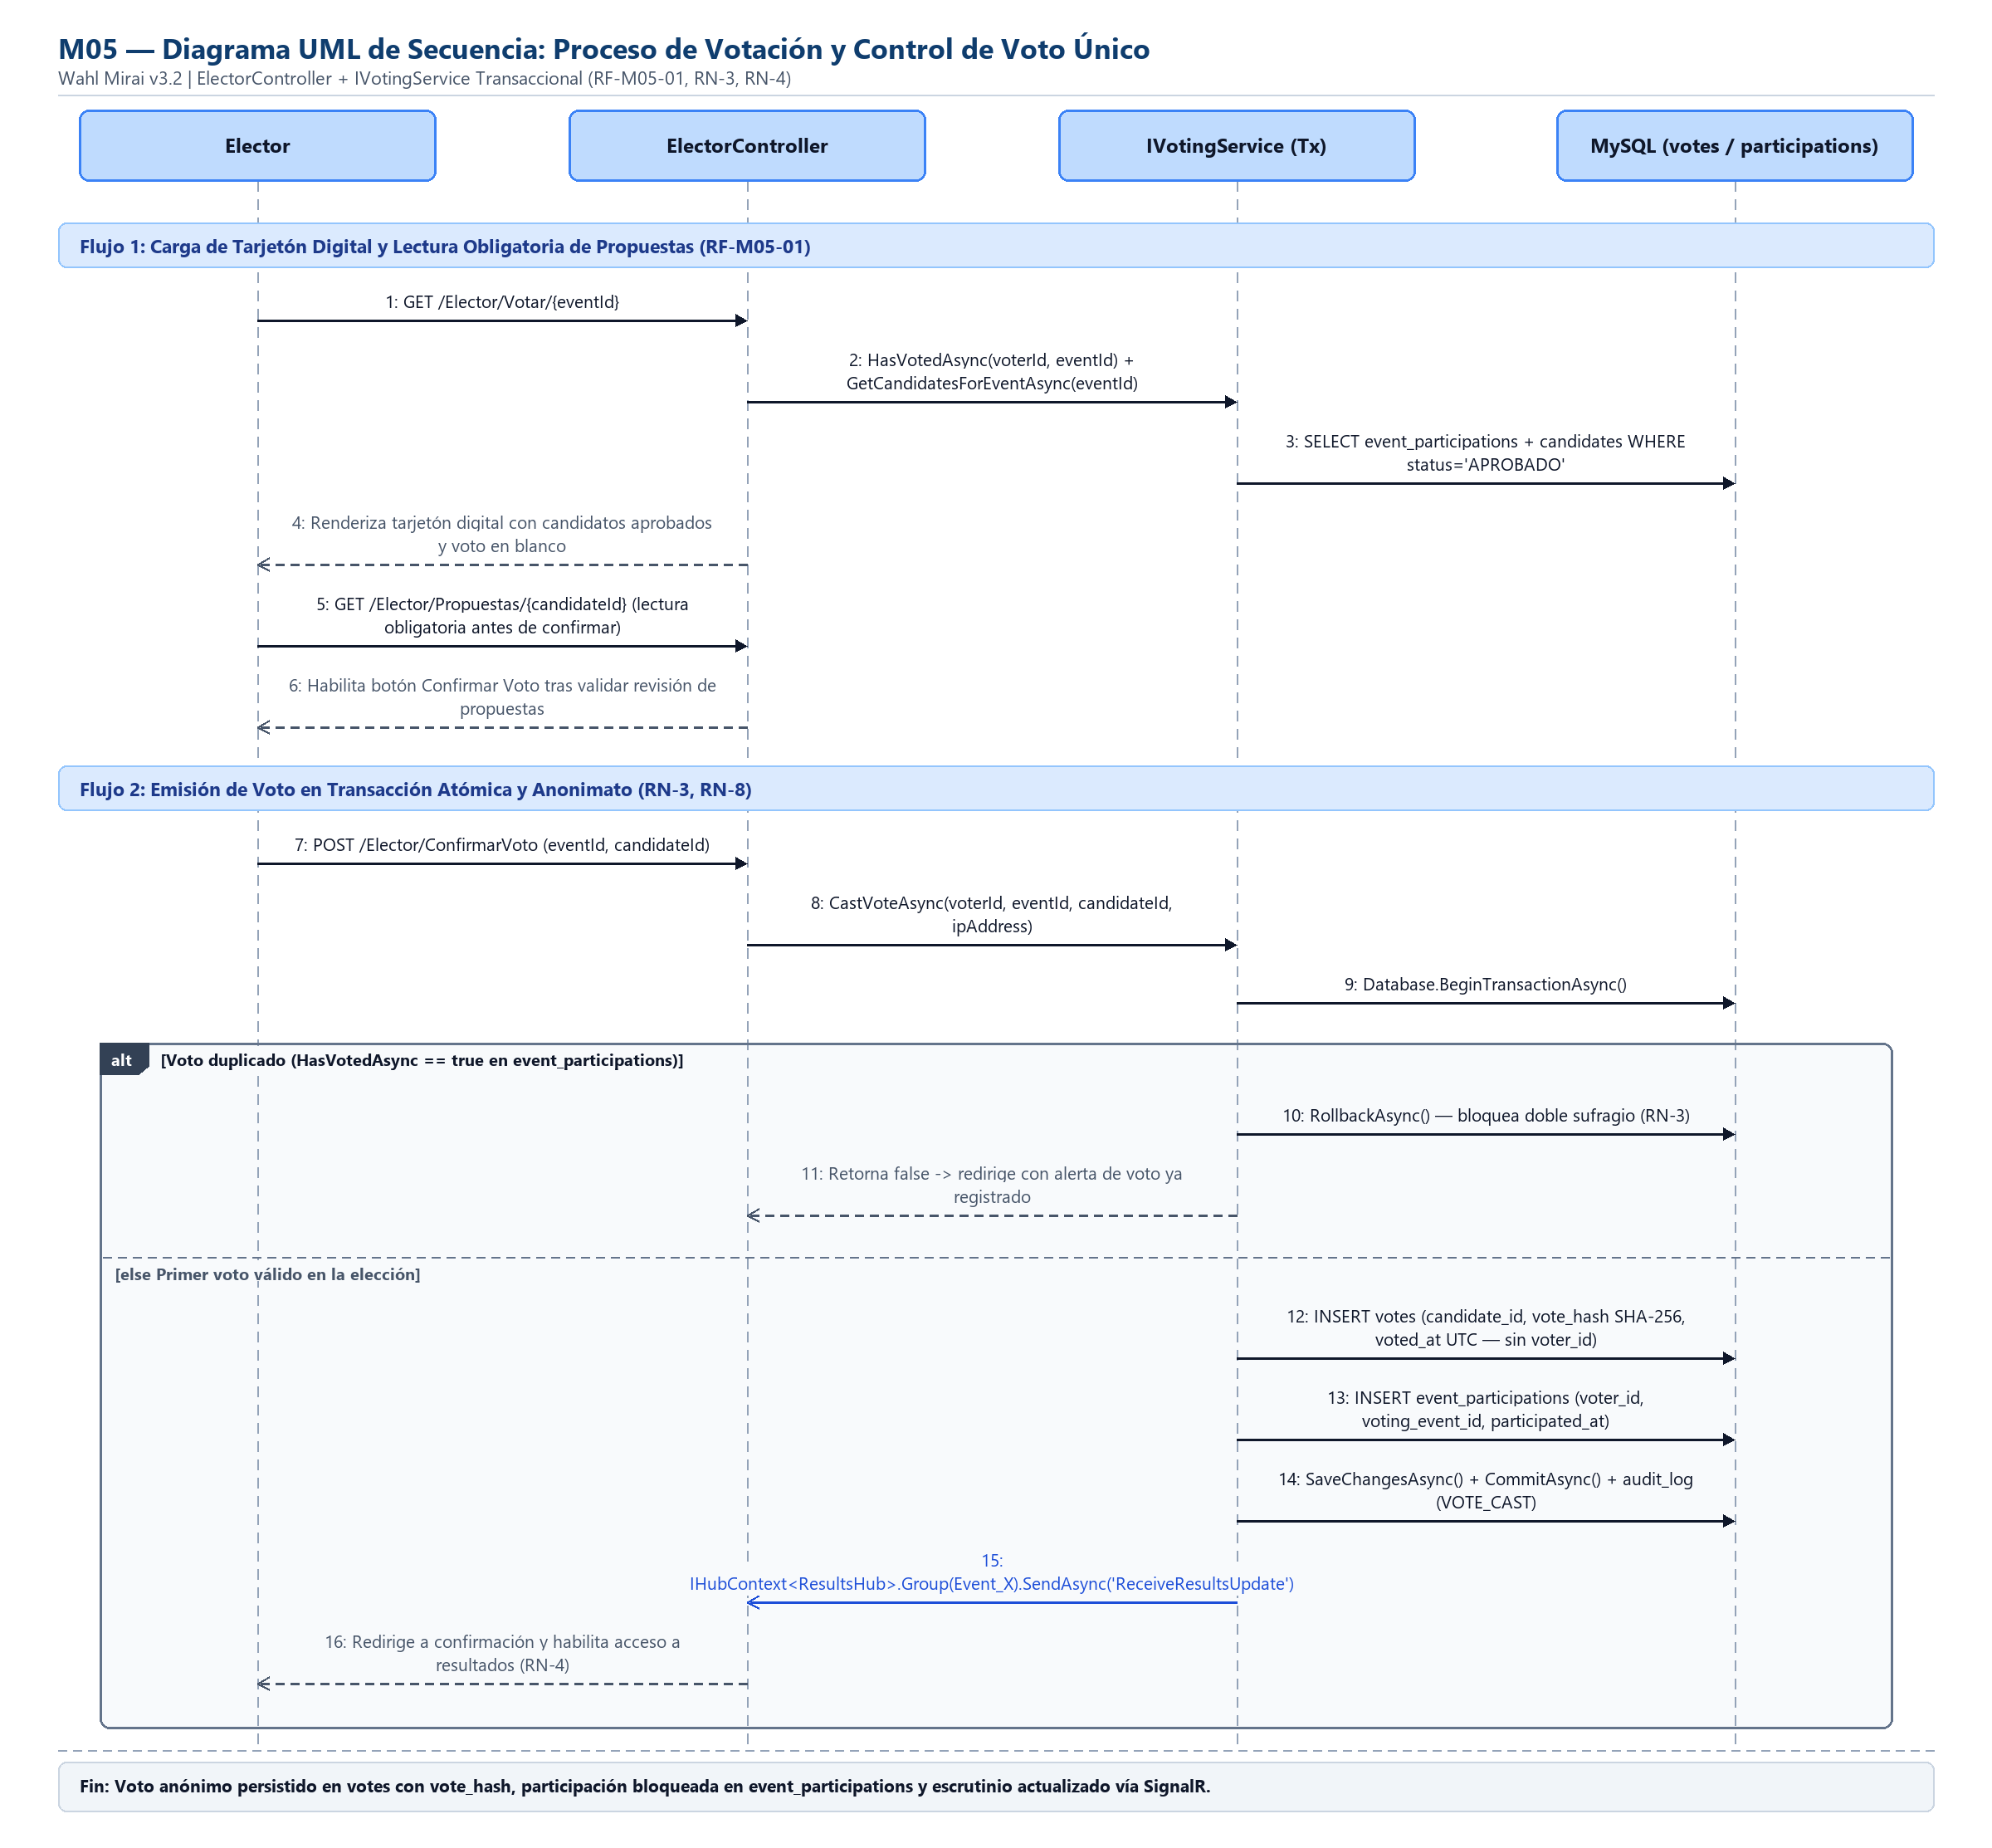 M05 — Diagrama UML de Secuencia: Proceso de Votación y Control de Voto Único
Wahl Mirai v3.2 | ElectorController + IVotingService Transaccional (RF-M05-01, RN-3, RN-4)
Elector
ElectorController
IVotingService (Tx)
MySQL (votes / participations)
Flujo 1: Carga de Tarjetón Digital y Lectura Obligatoria de Propuestas (RF-M05-01)
1: GET /Elector/Votar/{eventId}
2: HasVotedAsync(voterId, eventId) +
GetCandidatesForEventAsync(eventId)
3: SELECT event_participations + candidates WHERE
status='APROBADO'
4: Renderiza tarjetón digital con candidatos aprobados
y voto en blanco
5: GET /Elector/Propuestas/{candidateId} (lectura
obligatoria antes de confirmar)
6: Habilita botón Confirmar Voto tras validar revisión de
propuestas
Flujo 2: Emisión de Voto en Transacción Atómica y Anonimato (RN-3, RN-8)
7: POST /Elector/ConfirmarVoto (eventId, candidateId)
8: CastVoteAsync(voterId, eventId, candidateId,
ipAddress)
9: Database.BeginTransactionAsync()
alt [Voto duplicado (HasVotedAsync == true en event_participations)]
10: RollbackAsync() — bloquea doble sufragio (RN-3)
11: Retorna false -> redirige con alerta de voto ya
registrado
[else Primer voto válido en la elección]
12: INSERT votes (candidate_id, vote_hash SHA-256,
voted_at UTC — sin voter_id)
13: INSERT event_participations (voter_id,
voting_event_id, participated_at)
14: SaveChangesAsync() + CommitAsync() + audit_log
(VOTE_CAST)
15:
IHubContext<ResultsHub>.Group(Event_X).SendAsync('ReceiveResultsUpdate')
16: Redirige a confirmación y habilita acceso a
resultados (RN-4)
Fin: Voto anónimo persistido en votes con vote_hash, participación bloqueada en event_participations y escrutinio actualizado vía SignalR.